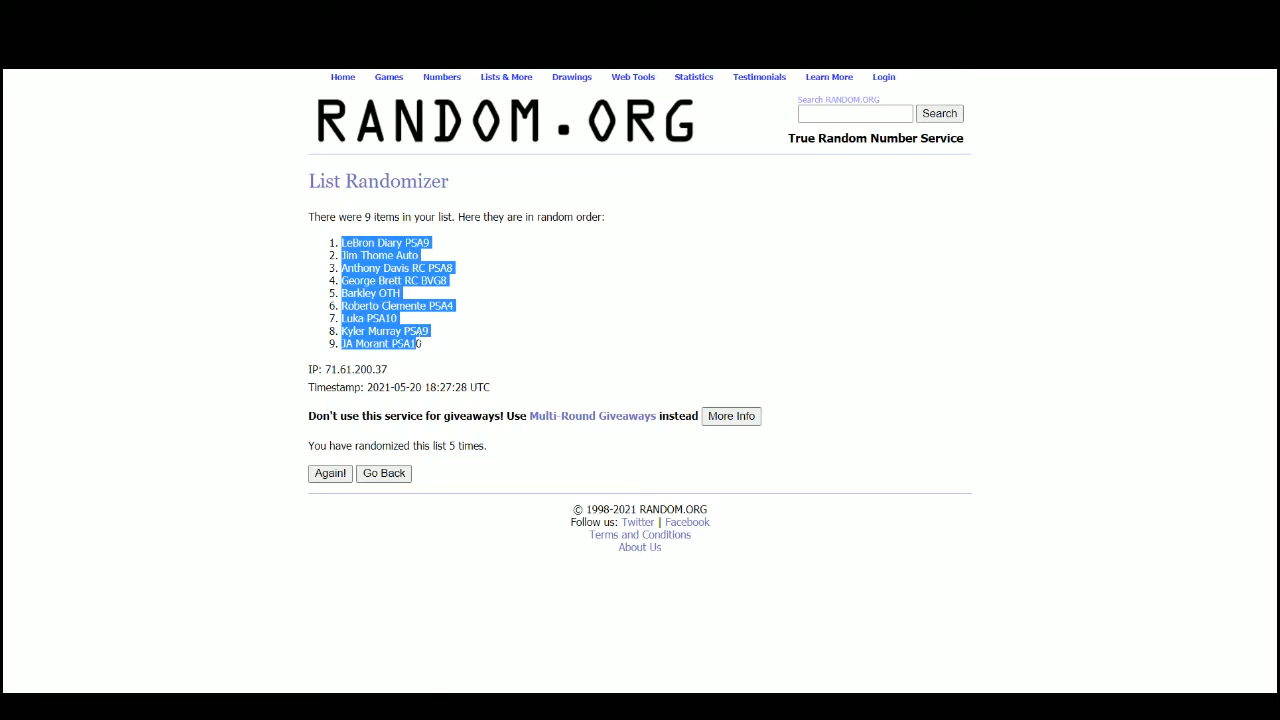 Home Games Numbers Lists & More Drawings Web Tools Statistics Testimonials Learn More Login
RANDOM.ORG
Search RANDOM.ORG
Search
True Random Number Service
List Randomizer
There were 9 items in your list. Here they are in random order:
1. LeBron Diary PSA9
2. Jim Thome Auto
3. Anthony Davis RC PSA8
4. George Brett RC BVG8
5. Barkley OTH
6. Roberto Clemente PSA4
7. Luka PSA10
8. Kyler Murray PSA9
9. JA Morant PSA10
IP: 71.61.200.37
Timestamp: 2021-05-20 18:27:28 UTC
Don't use this service for giveaways! Use Multi-Round Giveaways instead More Info
You have randomized this list 5 times.
Again! Go Back
© 1998-2021 RANDOM.ORG
Follow us: Twitter | Facebook
Terms and Conditions
About Us